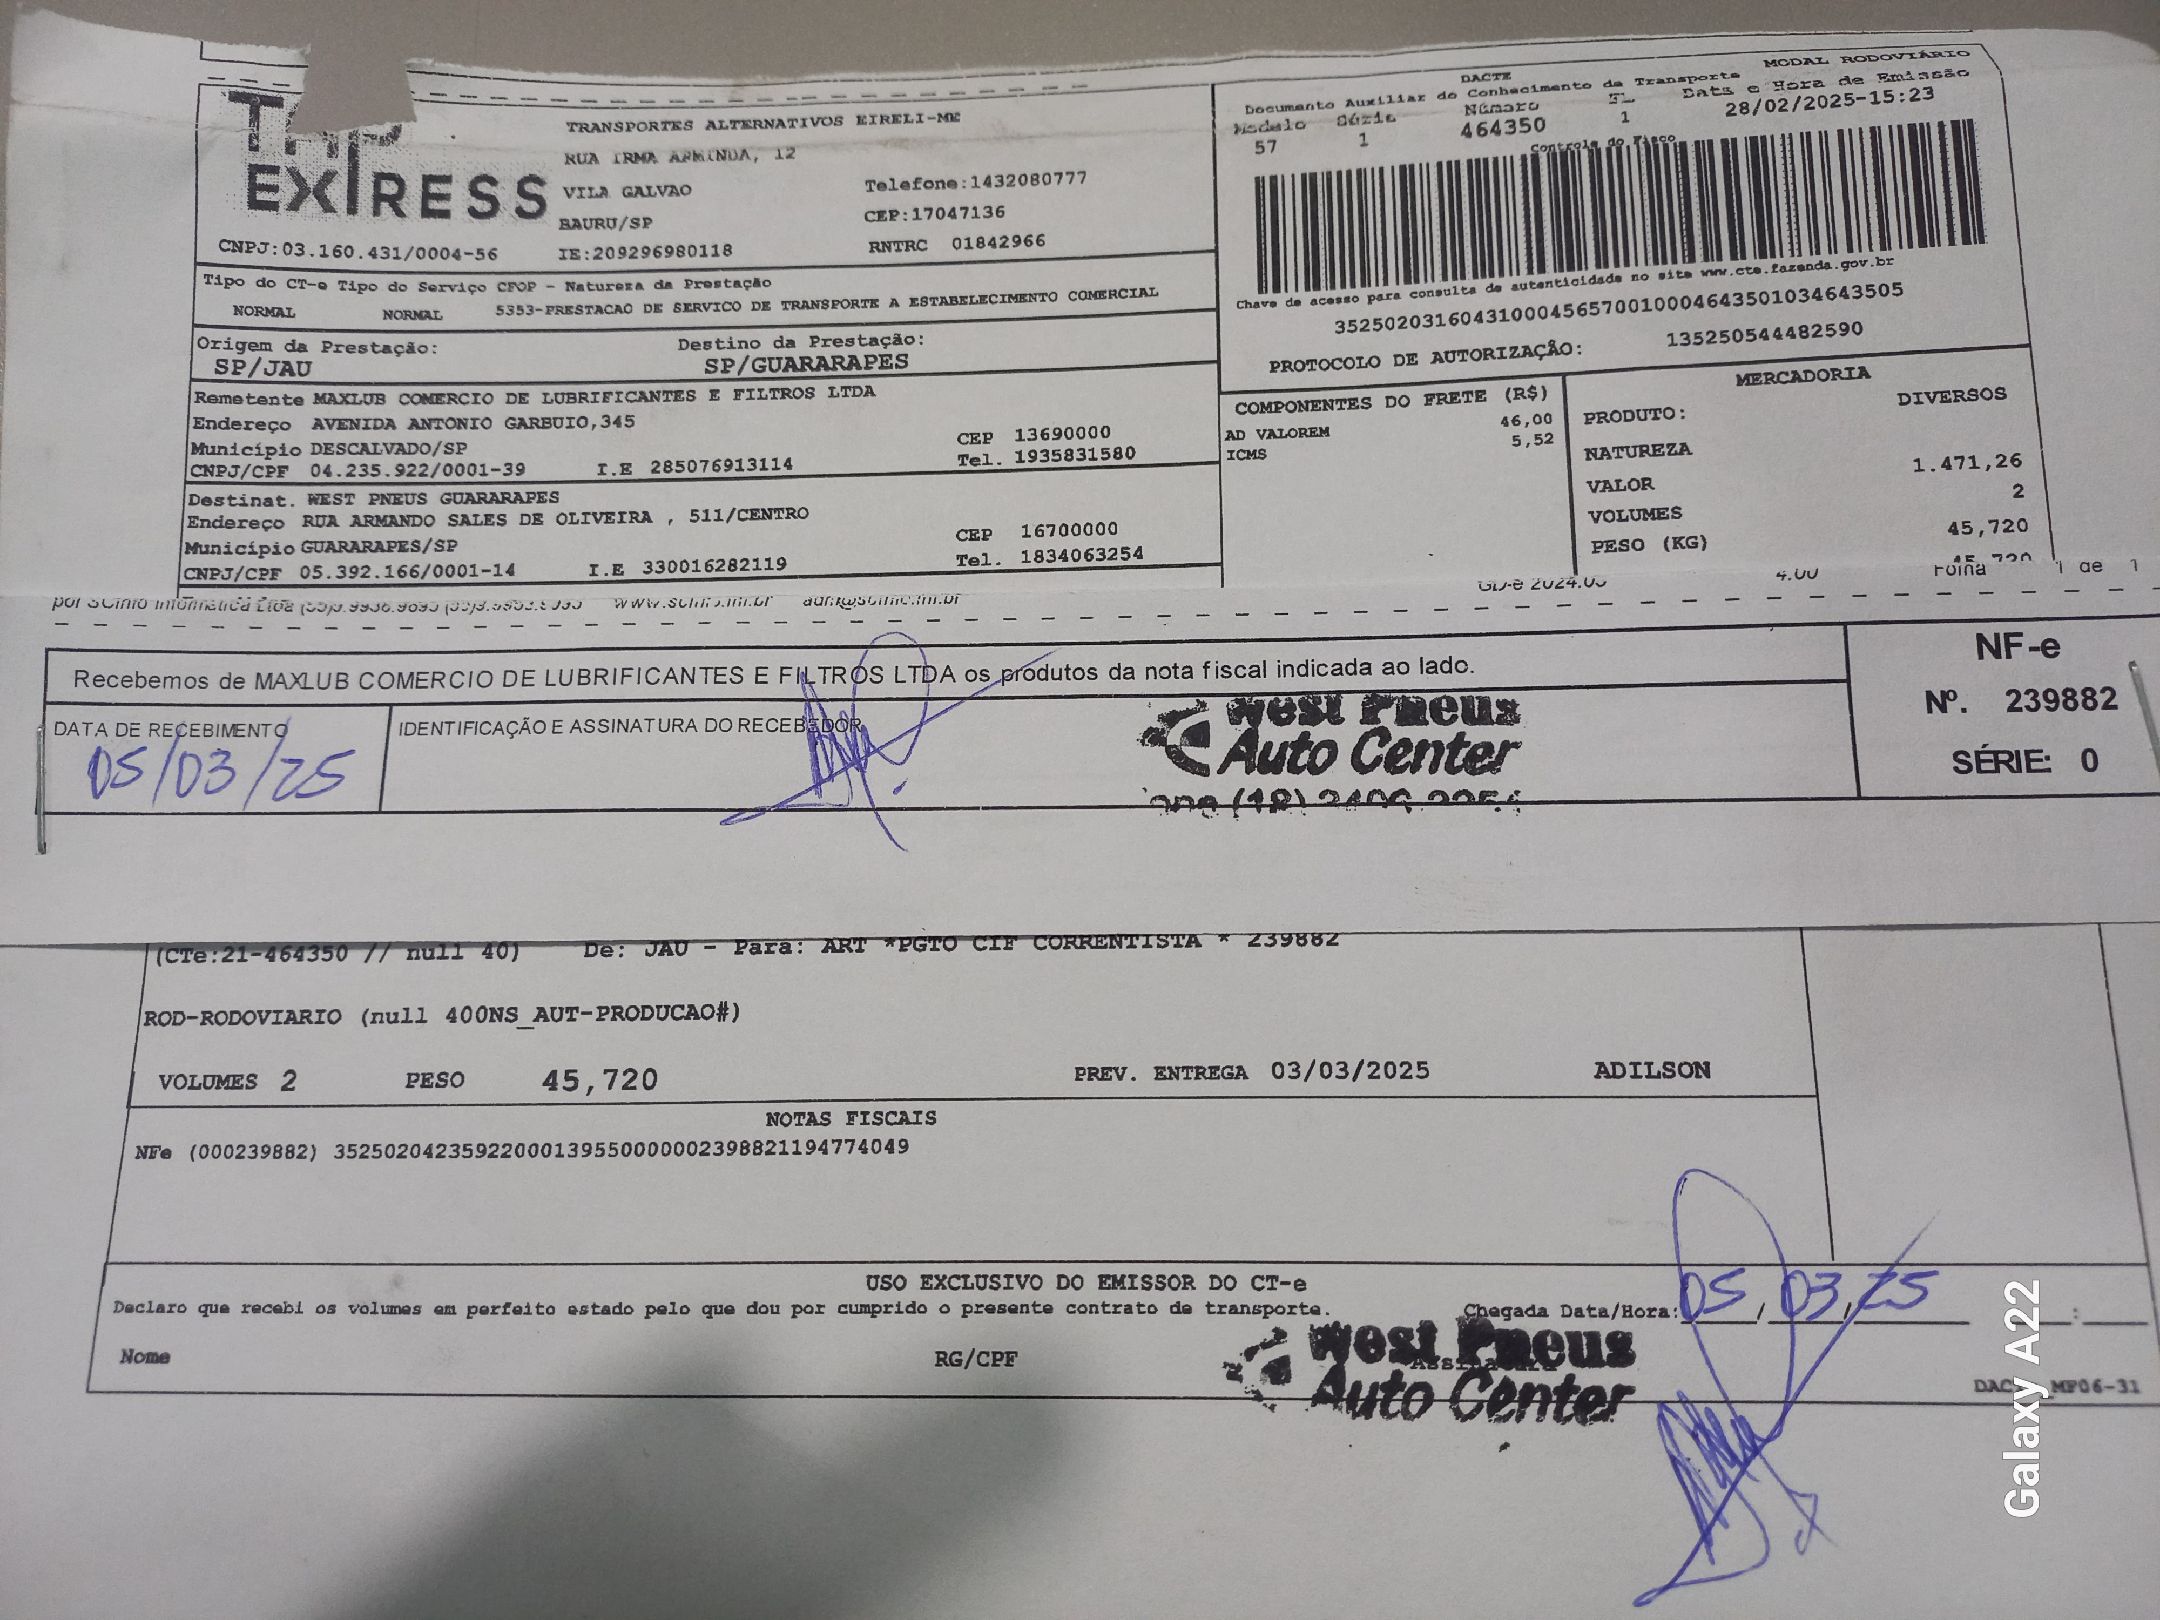 MODAL RODOVIÁRIO
DACTE
Documento Auxiliar do Conhecimento de Transporte
Data e Hora de Emissão
Modelo Série Número FL
57 1 464350 1 28/02/2025-15:23
Controle do Fisco
EXPRESS
TRANSPORTES ALTERNATIVOS EIRELI-ME
RUA IRMA ARMINDA, 12
VILA GALVAO Telefone:1432080777
BAURU/SP CEP:17047136
CNPJ:03.160.431/0004-56 IE:209296980118 RNTRC 01842966
Tipo do CT-e Tipo do Serviço CFOP - Natureza da Prestação
NORMAL NORMAL 5353-PRESTACAO DE SERVICO DE TRANSPORTE A ESTABELECIMENTO COMERCIAL
Chave de acesso para consulta de autenticidade no site www.cte.fazenda.gov.br
35250203160431000456570010004643501034643505
PROTOCOLO DE AUTORIZAÇÃO: 135250544482590
Origem da Prestação: Destino da Prestação:
SP/JAU SP/GUARARAPES
Remetente MAXLUB COMERCIO DE LUBRIFICANTES E FILTROS LTDA
Endereço AVENIDA ANTONIO GARBUIO,345
Município DESCALVADO/SP CEP 13690000
CNPJ/CPF 04.235.922/0001-39 I.E 285076913114 Tel. 1935831580
Destinat. WEST PNEUS GUARARAPES
Endereço RUA ARMANDO SALES DE OLIVEIRA , 511/CENTRO
Município GUARARAPES/SP CEP 16700000
CNPJ/CPF 05.392.166/0001-14 I.E 330016282119 Tel. 1834063254
COMPONENTES DO FRETE (R$)
AD VALOREM 46,00
ICMS 5,52
MERCADORIA
PRODUTO: DIVERSOS
NATUREZA
VALOR 1.471,26
VOLUMES 2
PESO (KG) 45,720
45,720
www.scinfo.inf.br
4.00 Folha 1 de 1
Recebemos de MAXLUB COMERCIO DE LUBRIFICANTES E FILTROS LTDA os produtos da nota fiscal indicada ao lado.
NF-e
Nº. 239882
SÉRIE: 0
DATA DE RECEBIMENTO IDENTIFICAÇÃO E ASSINATURA DO RECEBEDOR
05/03/25
West Pneus
Auto Center
(CTe:21-464350 // null 40) De: JAU - Para: ART *PGTO CIF CORRENTISTA * 239882
ROD-RODOVIARIO (null 400NS_AUT-PRODUCAO#)
VOLUMES 2 PESO 45,720 PREV. ENTREGA 03/03/2025 ADILSON
NOTAS FISCAIS
NFe (000239882) 35250204235922000139550000002398821194774049
USO EXCLUSIVO DO EMISSOR DO CT-e
Declaro que recebi os volumes em perfeito estado pelo que dou por cumprido o presente contrato de transporte. Chegada Data/Hora: 05/03/25 :
Nome RG/CPF
West Pneus
Auto Center
MF06-31
Galaxy A22